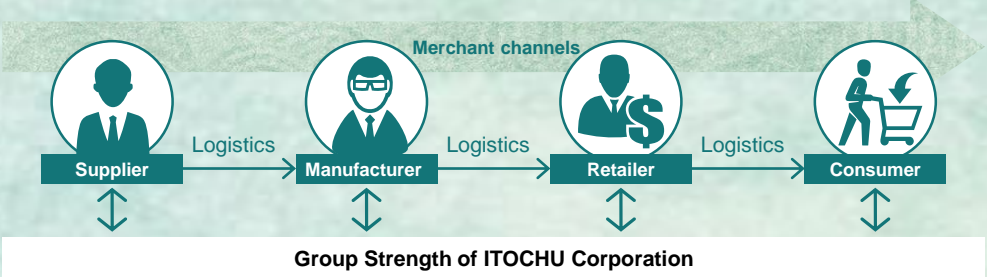 Merchant channels
Logistics
Logistics
Logistics
Supplier
Manufacturer
Retailer
Consumer
Group Strength of ITOCHU Corporation